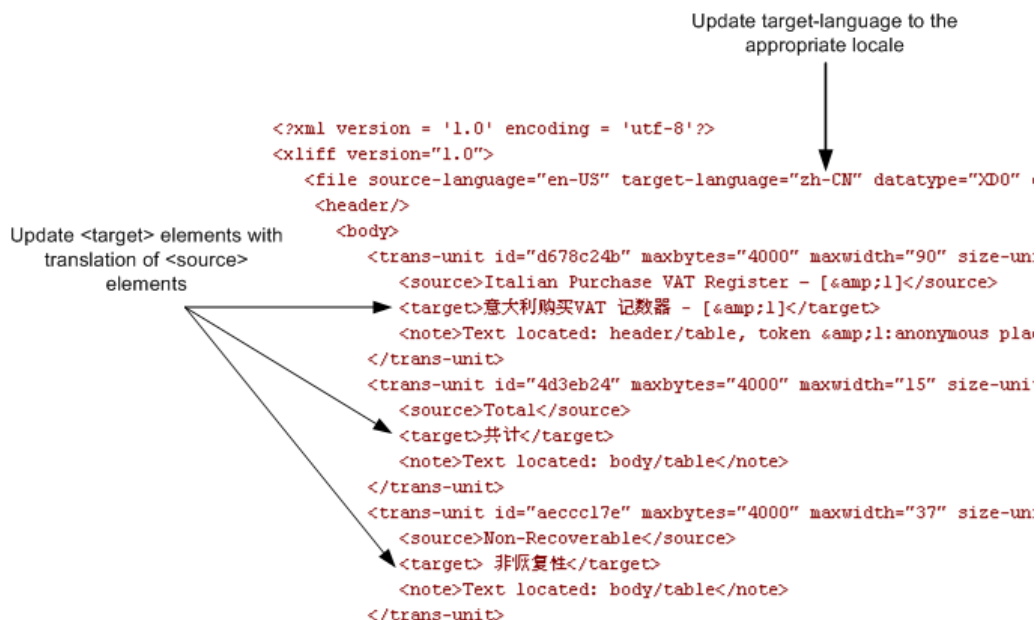 Update target-language to the
appropriate locale
<?xml version = '1.0' encoding = 'utf-8'?>
<xliff version="1.0">
<file source-language="en-US" target-language="zh-CN" datatype="XDO"
<header/>
<body>
Update <target> elements with
translation of <source>
elements
<trans-unit id="d678c24b" maxbytes="4000" maxwidth="90" size-uni
<source>Italian Purchase VAT Register - [&amp;l]</source>
<target>意大利购买VAT 记数器 - [&amp;l]</target>
<note>Text located: header/table, token &amp;l:anonymous plac
</trans-unit>
<trans-unit id="4d3eb24" maxbytes="4000" maxwidth="15" size-unit
<source>Total</source>
<target>共计</target>
<note>Text located: body/table</note>
</trans-unit>
<trans-unit id="aeccc17e" maxbytes="4000" maxwidth="37" size-uni
<source>Non-Recoverable</source>
<target> 非恢复性</target>
<note>Text located: body/table</note>
</trans-unit>